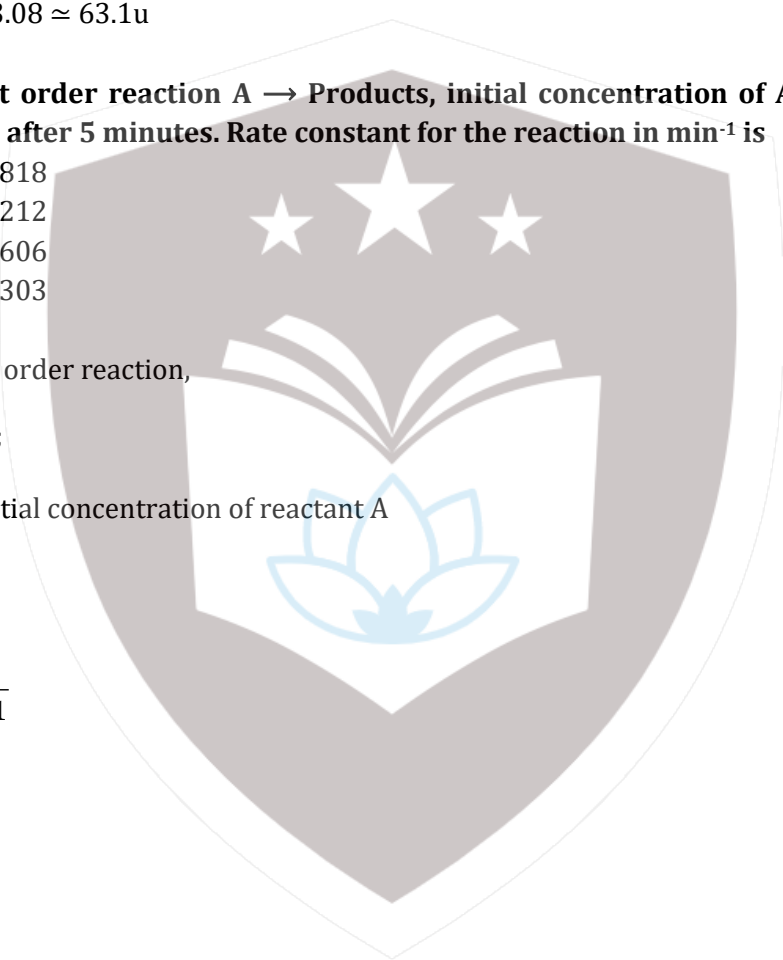 3.08 ≃ 63.1u
t order reaction A ⟶ Products, initial concentration of A
after 5 minutes. Rate constant for the reaction in min⁻¹ is
818
212
606
303
order reaction,
tial concentration of reactant A